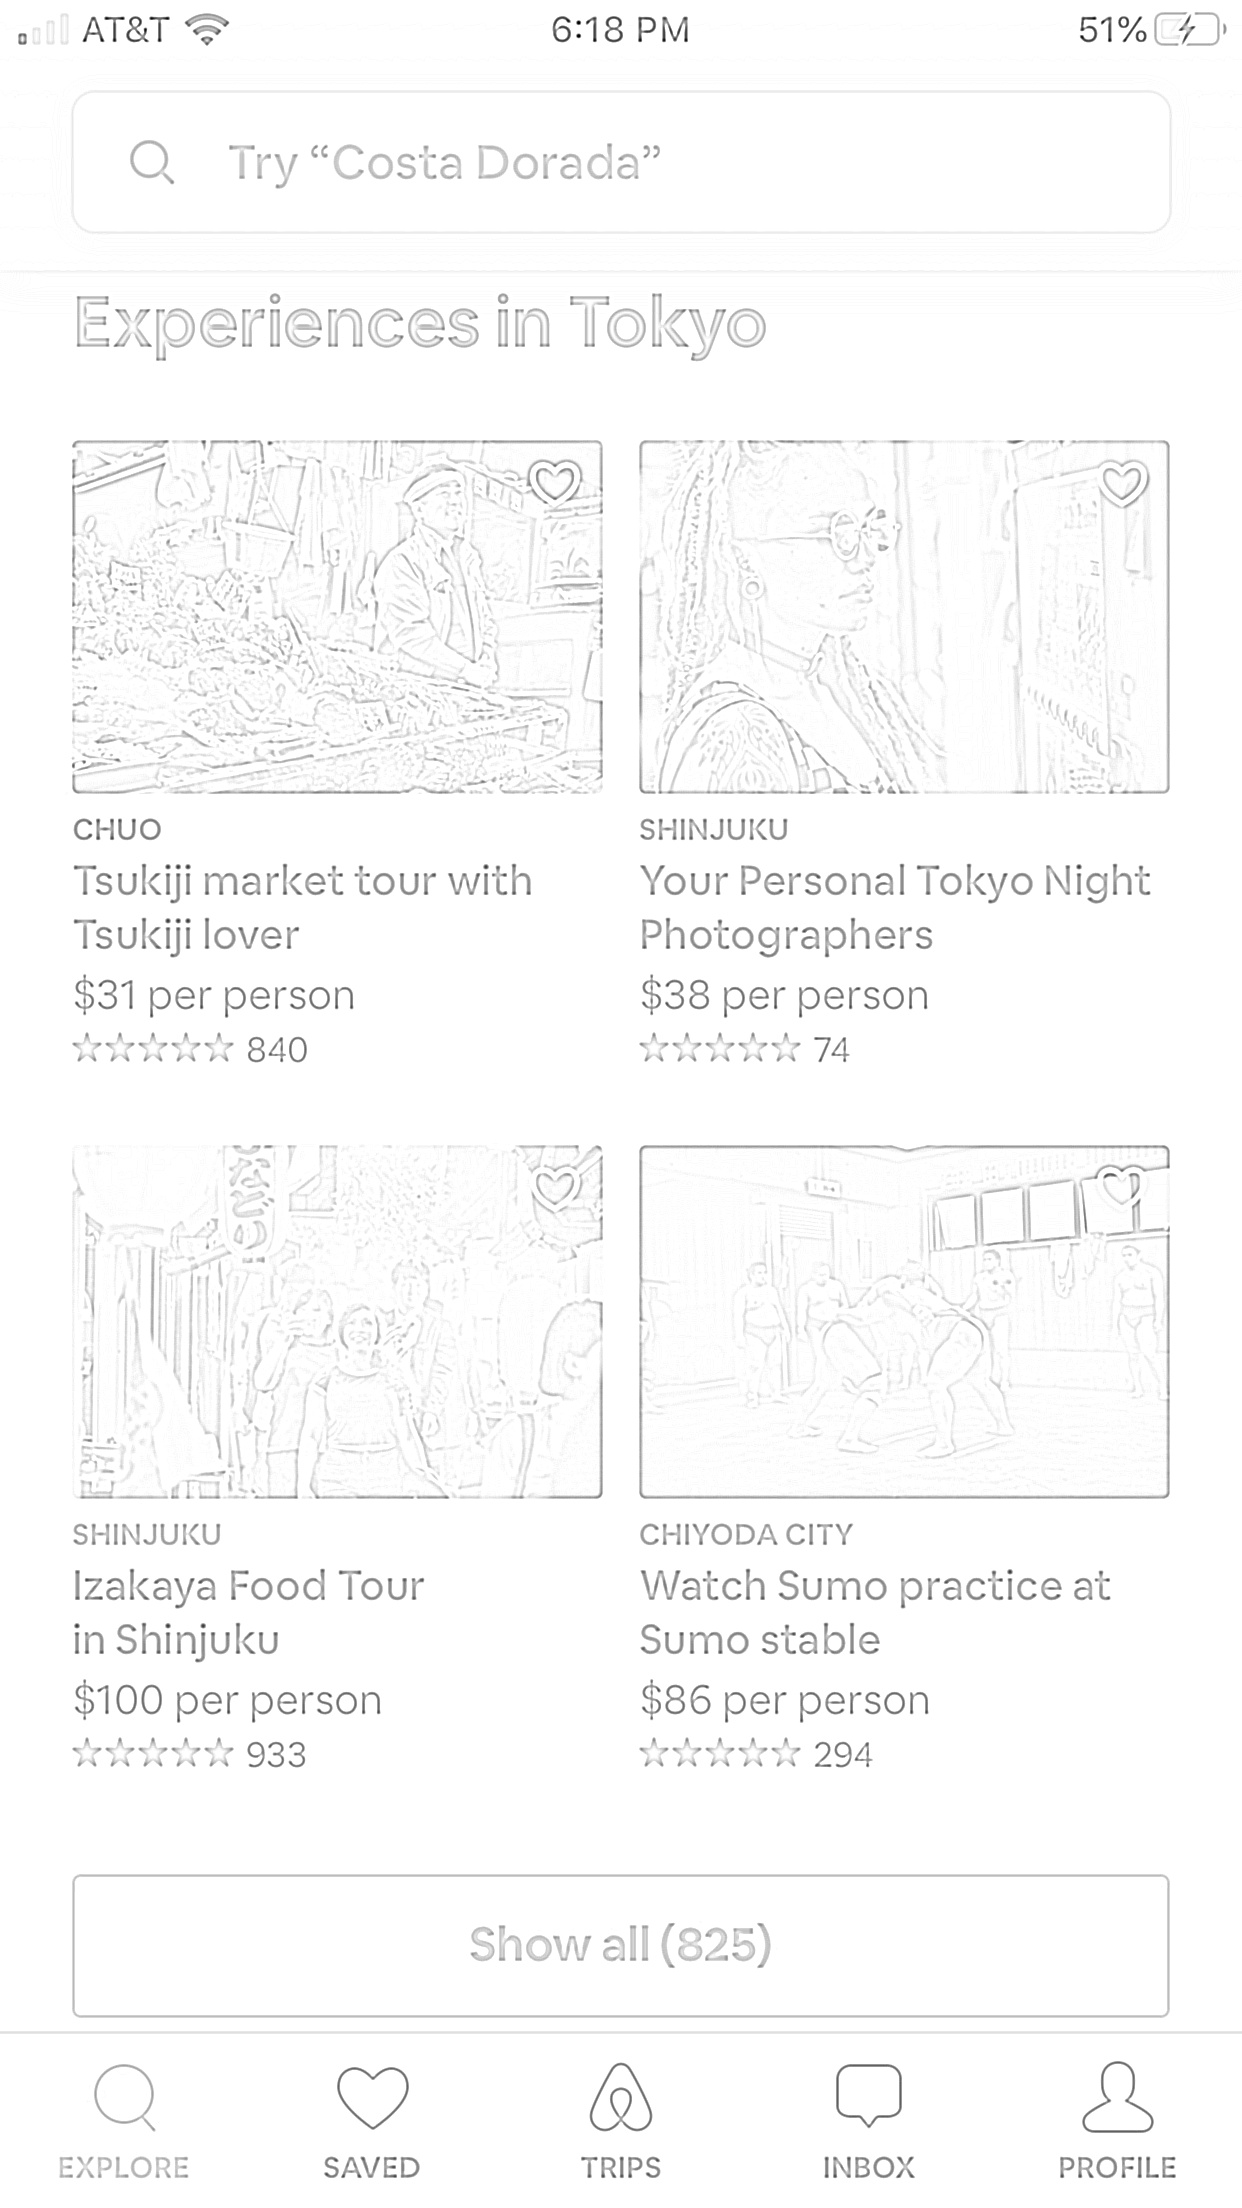 AT&T 6:18 PM 51%
Try “Costa Dorada”
Experiences in Tokyo
CHUO
Tsukiji market tour with
Tsukiji lover
$31 per person
840
SHINJUKU
Your Personal Tokyo Night
Photographers
$38 per person
74
などり
SHINJUKU
Izakaya Food Tour
in Shinjuku
$100 per person
933
CHIYODA CITY
Watch Sumo practice at
Sumo stable
$86 per person
294
Show all (825)
EXPLORE SAVED TRIPS INBOX PROFILE